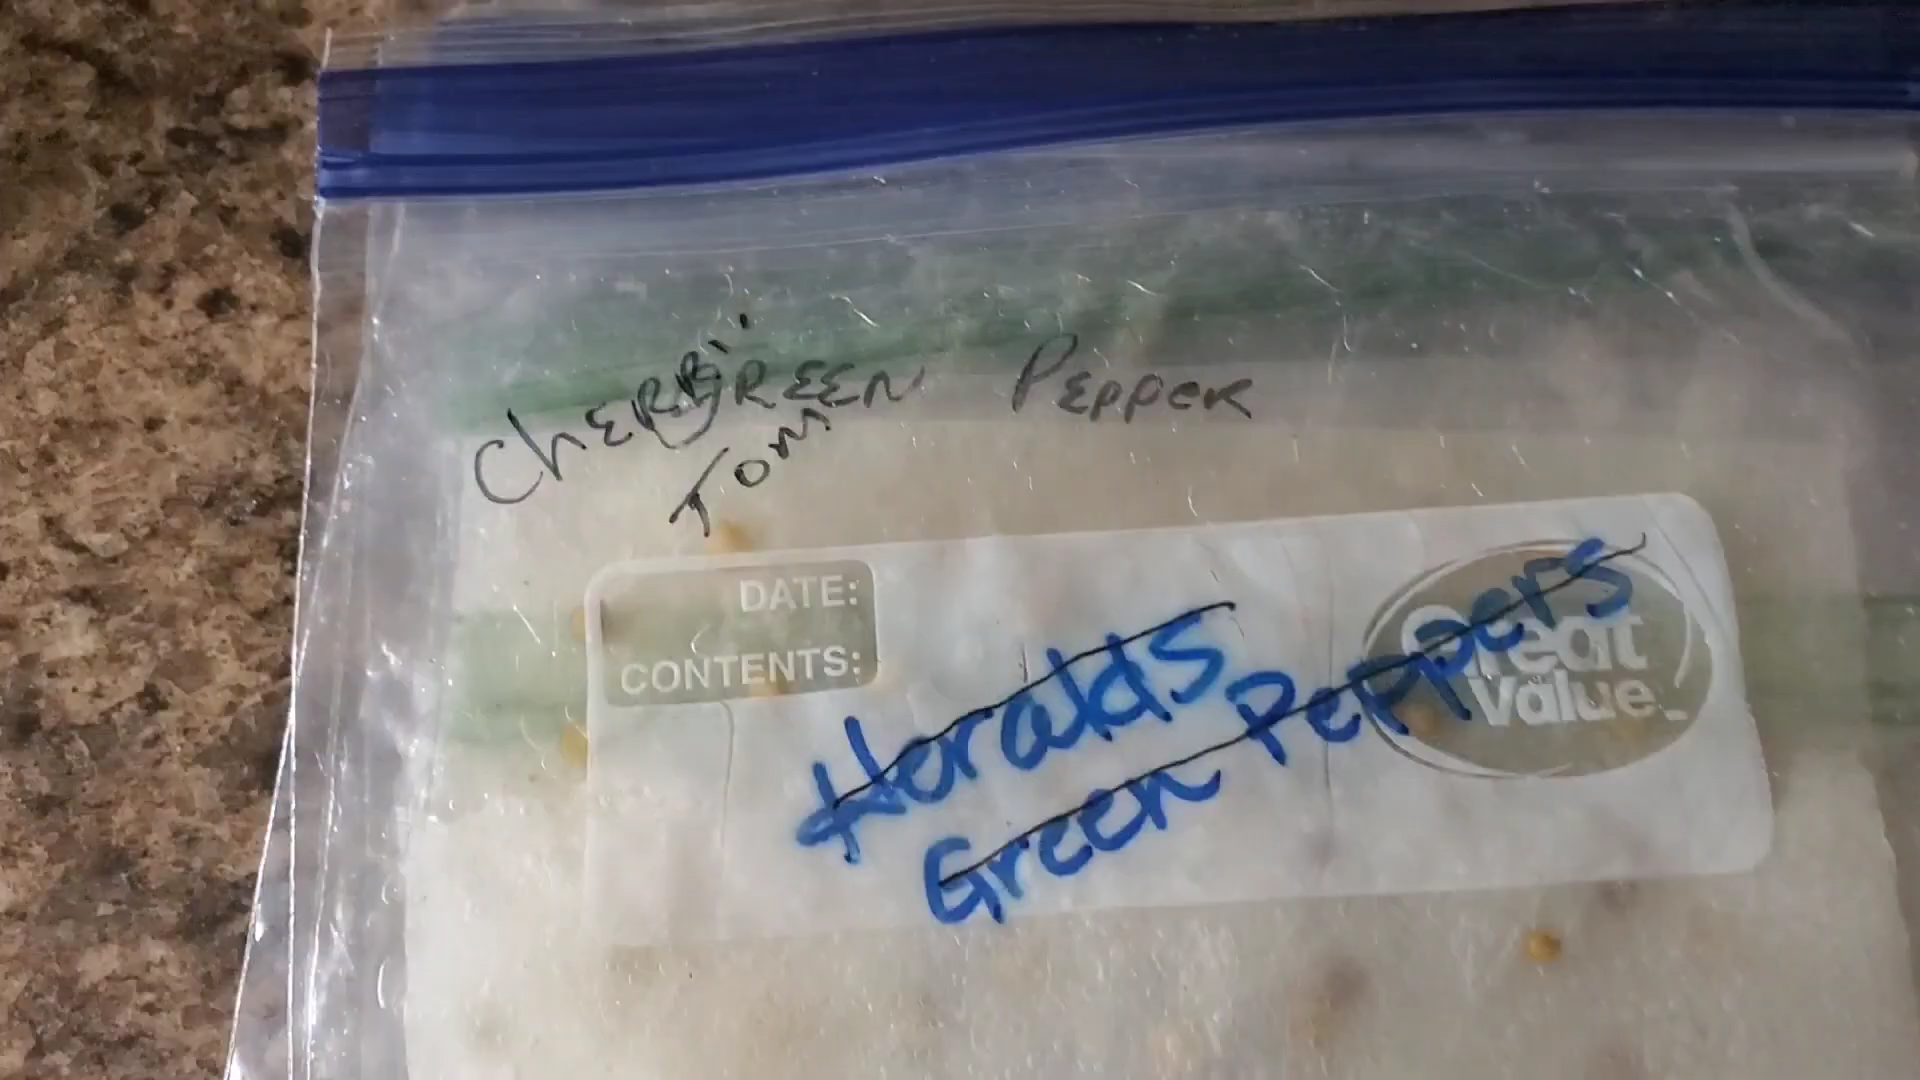 CHERRY GREEN PEPPER
TOM
DATE:
CONTENTS:
Great
Value
Heralds
Green Peppers